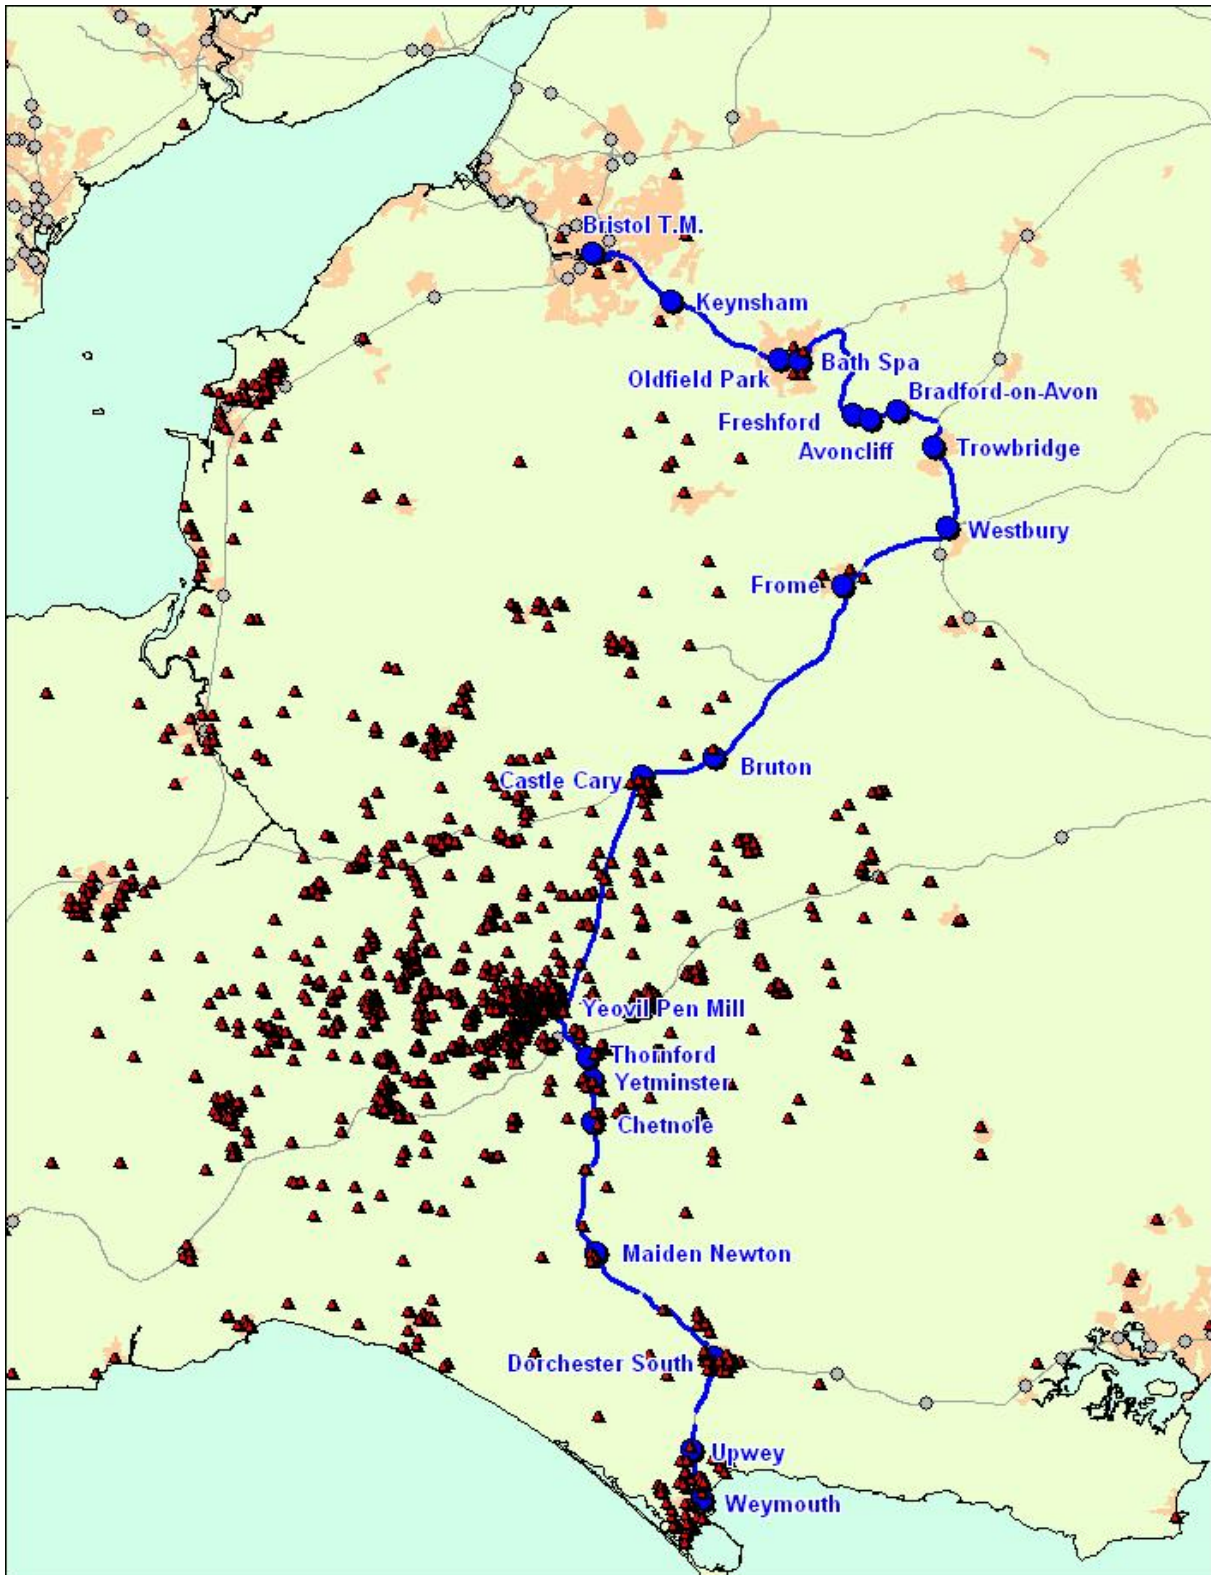 Bristol T.M.
Keynsham
Oldfield Park
Bath Spa
Bradford-on-Avon
Freshford
Avoncliff
Trowbridge
Westbury
Frome
Bruton
Castle Cary
Yeovil Pen Mill
Thornford
Yetminster
Chetnole
Maiden Newton
Dorchester South
Upwey
Weymouth